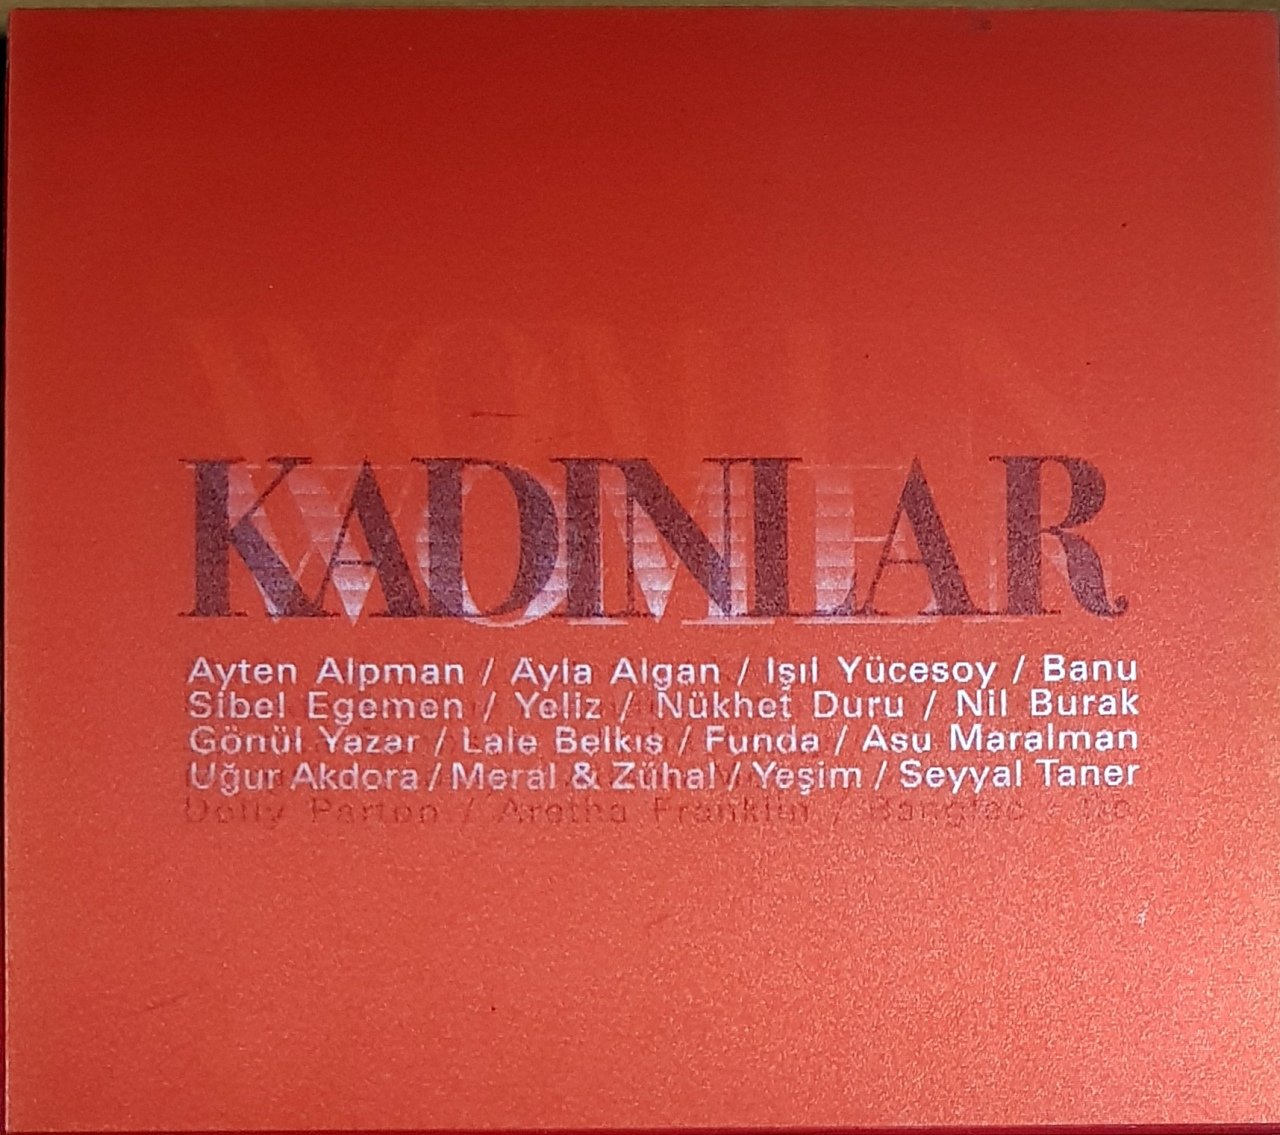 KADINLAR
Ayten Alpman / Ayla Algan / Işıl Yücesoy / Banu
Sibel Egemen / Yeliz / Nükhet Duru / Nil Burak
Gönül Yazar / Lale Belkıs / Funda / Asu Maralman
Uğur Akdora / Meral & Zühal / Yeşim / Seyyal Taner
Dolly Parton / Aretha Franklin /